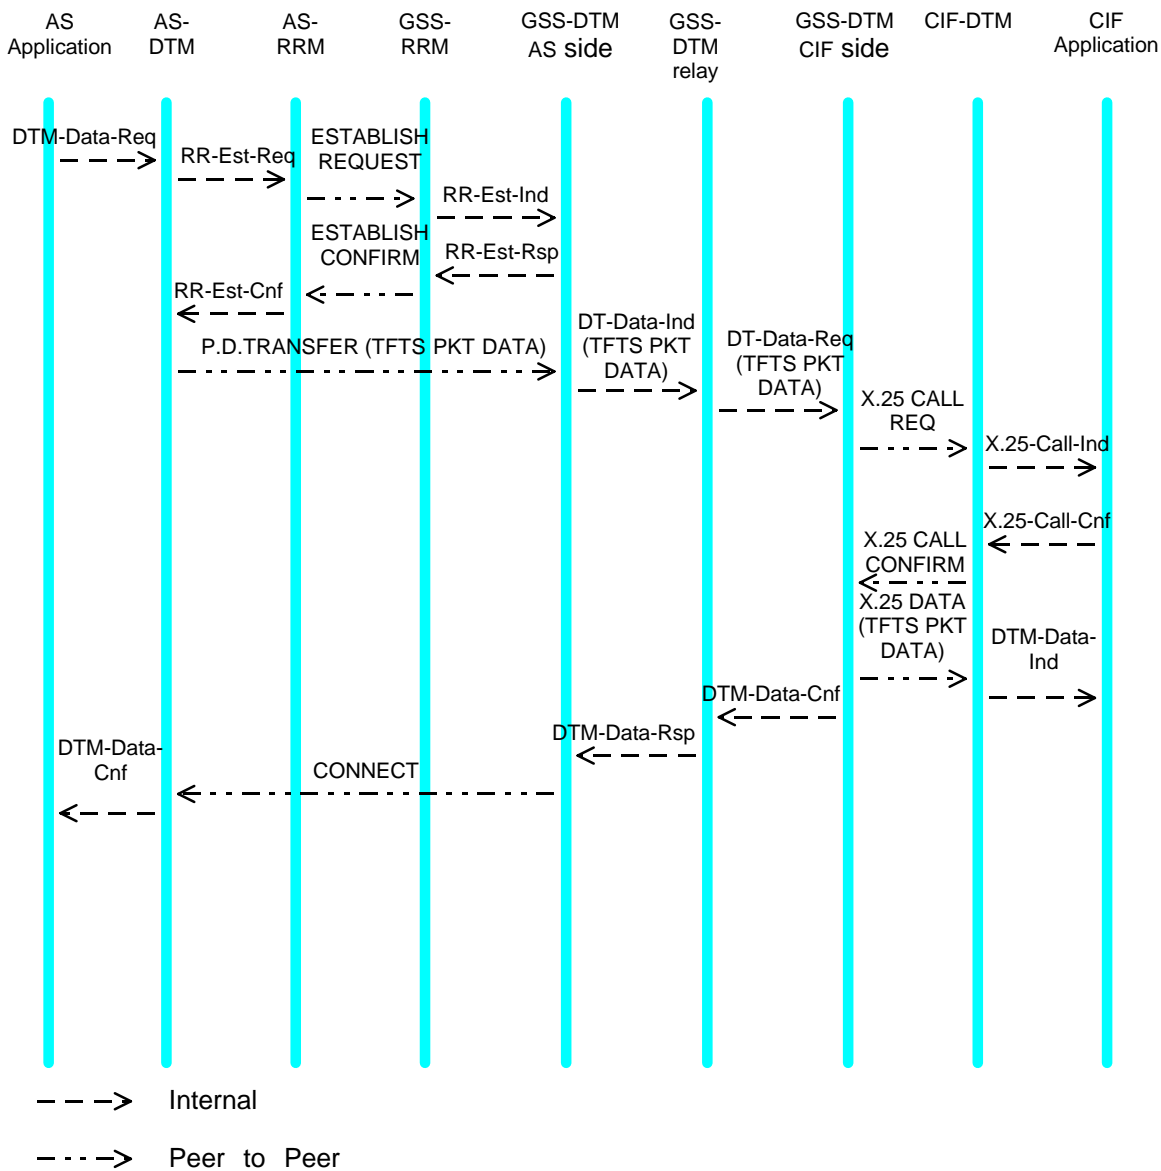 AS
Application
AS-
DTM
AS-
RRM
GSS-
RRM
GSS-DTM
AS side
GSS-
DTM
relay
GSS-DTM
CIF side
CIF-DTM
CIF
Application
DTM-Data-Req
RR-Est-Req
ESTABLISH
REQUEST
RR-Est-Ind
ESTABLISH
CONFIRM
RR-Est-Rsp
RR-Est-Cnf
P.D.TRANSFER (TFTS PKT DATA)
DT-Data-Ind
(TFTS PKT
DATA)
DT-Data-Req
(TFTS PKT
DATA)
X.25 CALL
REQ
X.25-Call-Ind
X.25-Call-Cnf
X.25 CALL
CONFIRM
X.25 DATA
(TFTS PKT
DATA)
DTM-Data-
Ind
DTM-Data-Cnf
DTM-Data-Rsp
DTM-Data-
Cnf
CONNECT
Internal
Peer to Peer